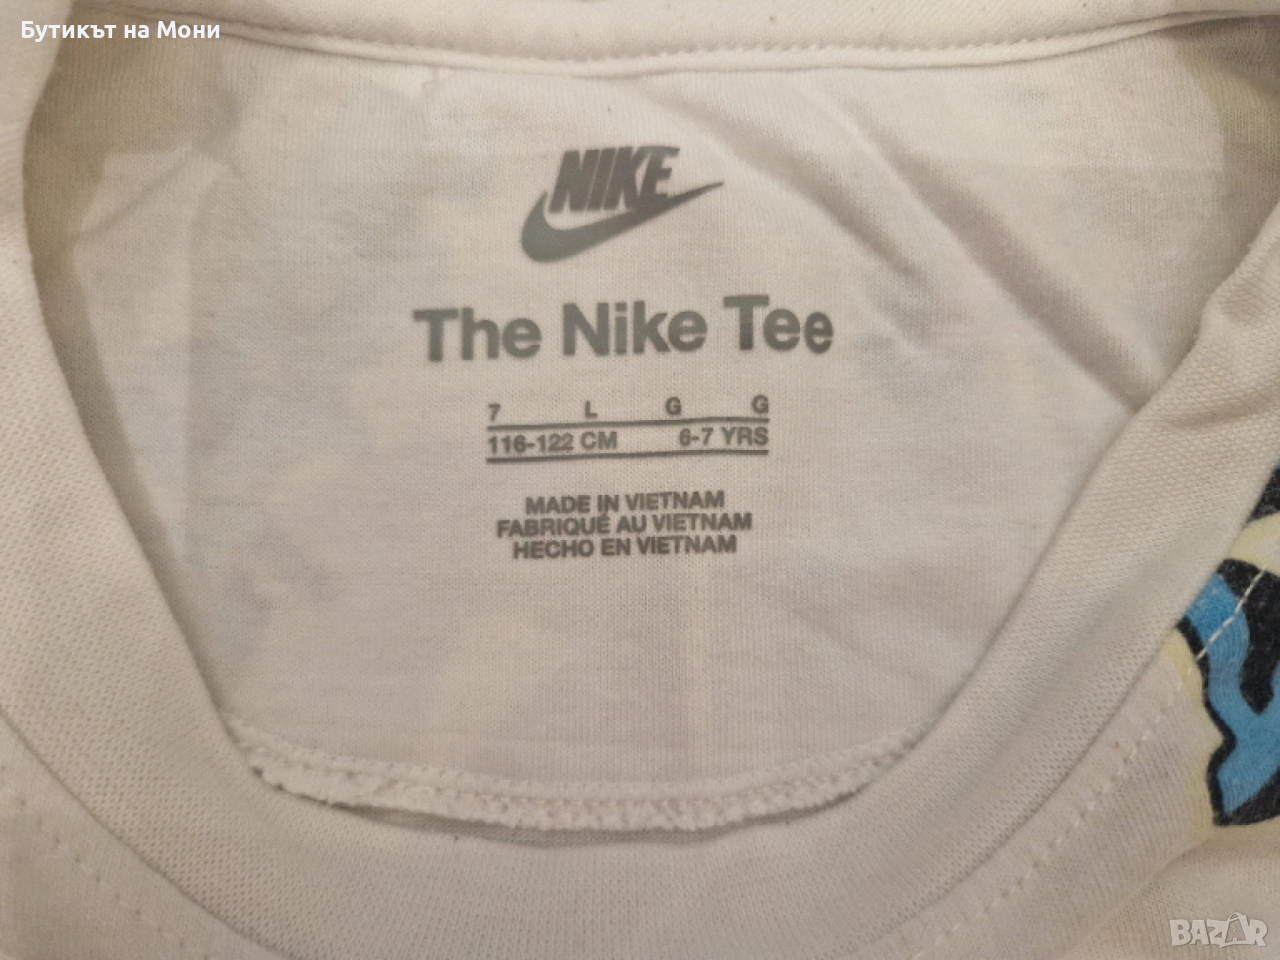 Бутикът на Мони
NIKE
The Nike Tee
7 L G G
116-122 CM 6-7 YRS
MADE IN VIETNAM
FABRIQUÉ AU VIETNAM
HECHO EN VIETNAM
BAZAR